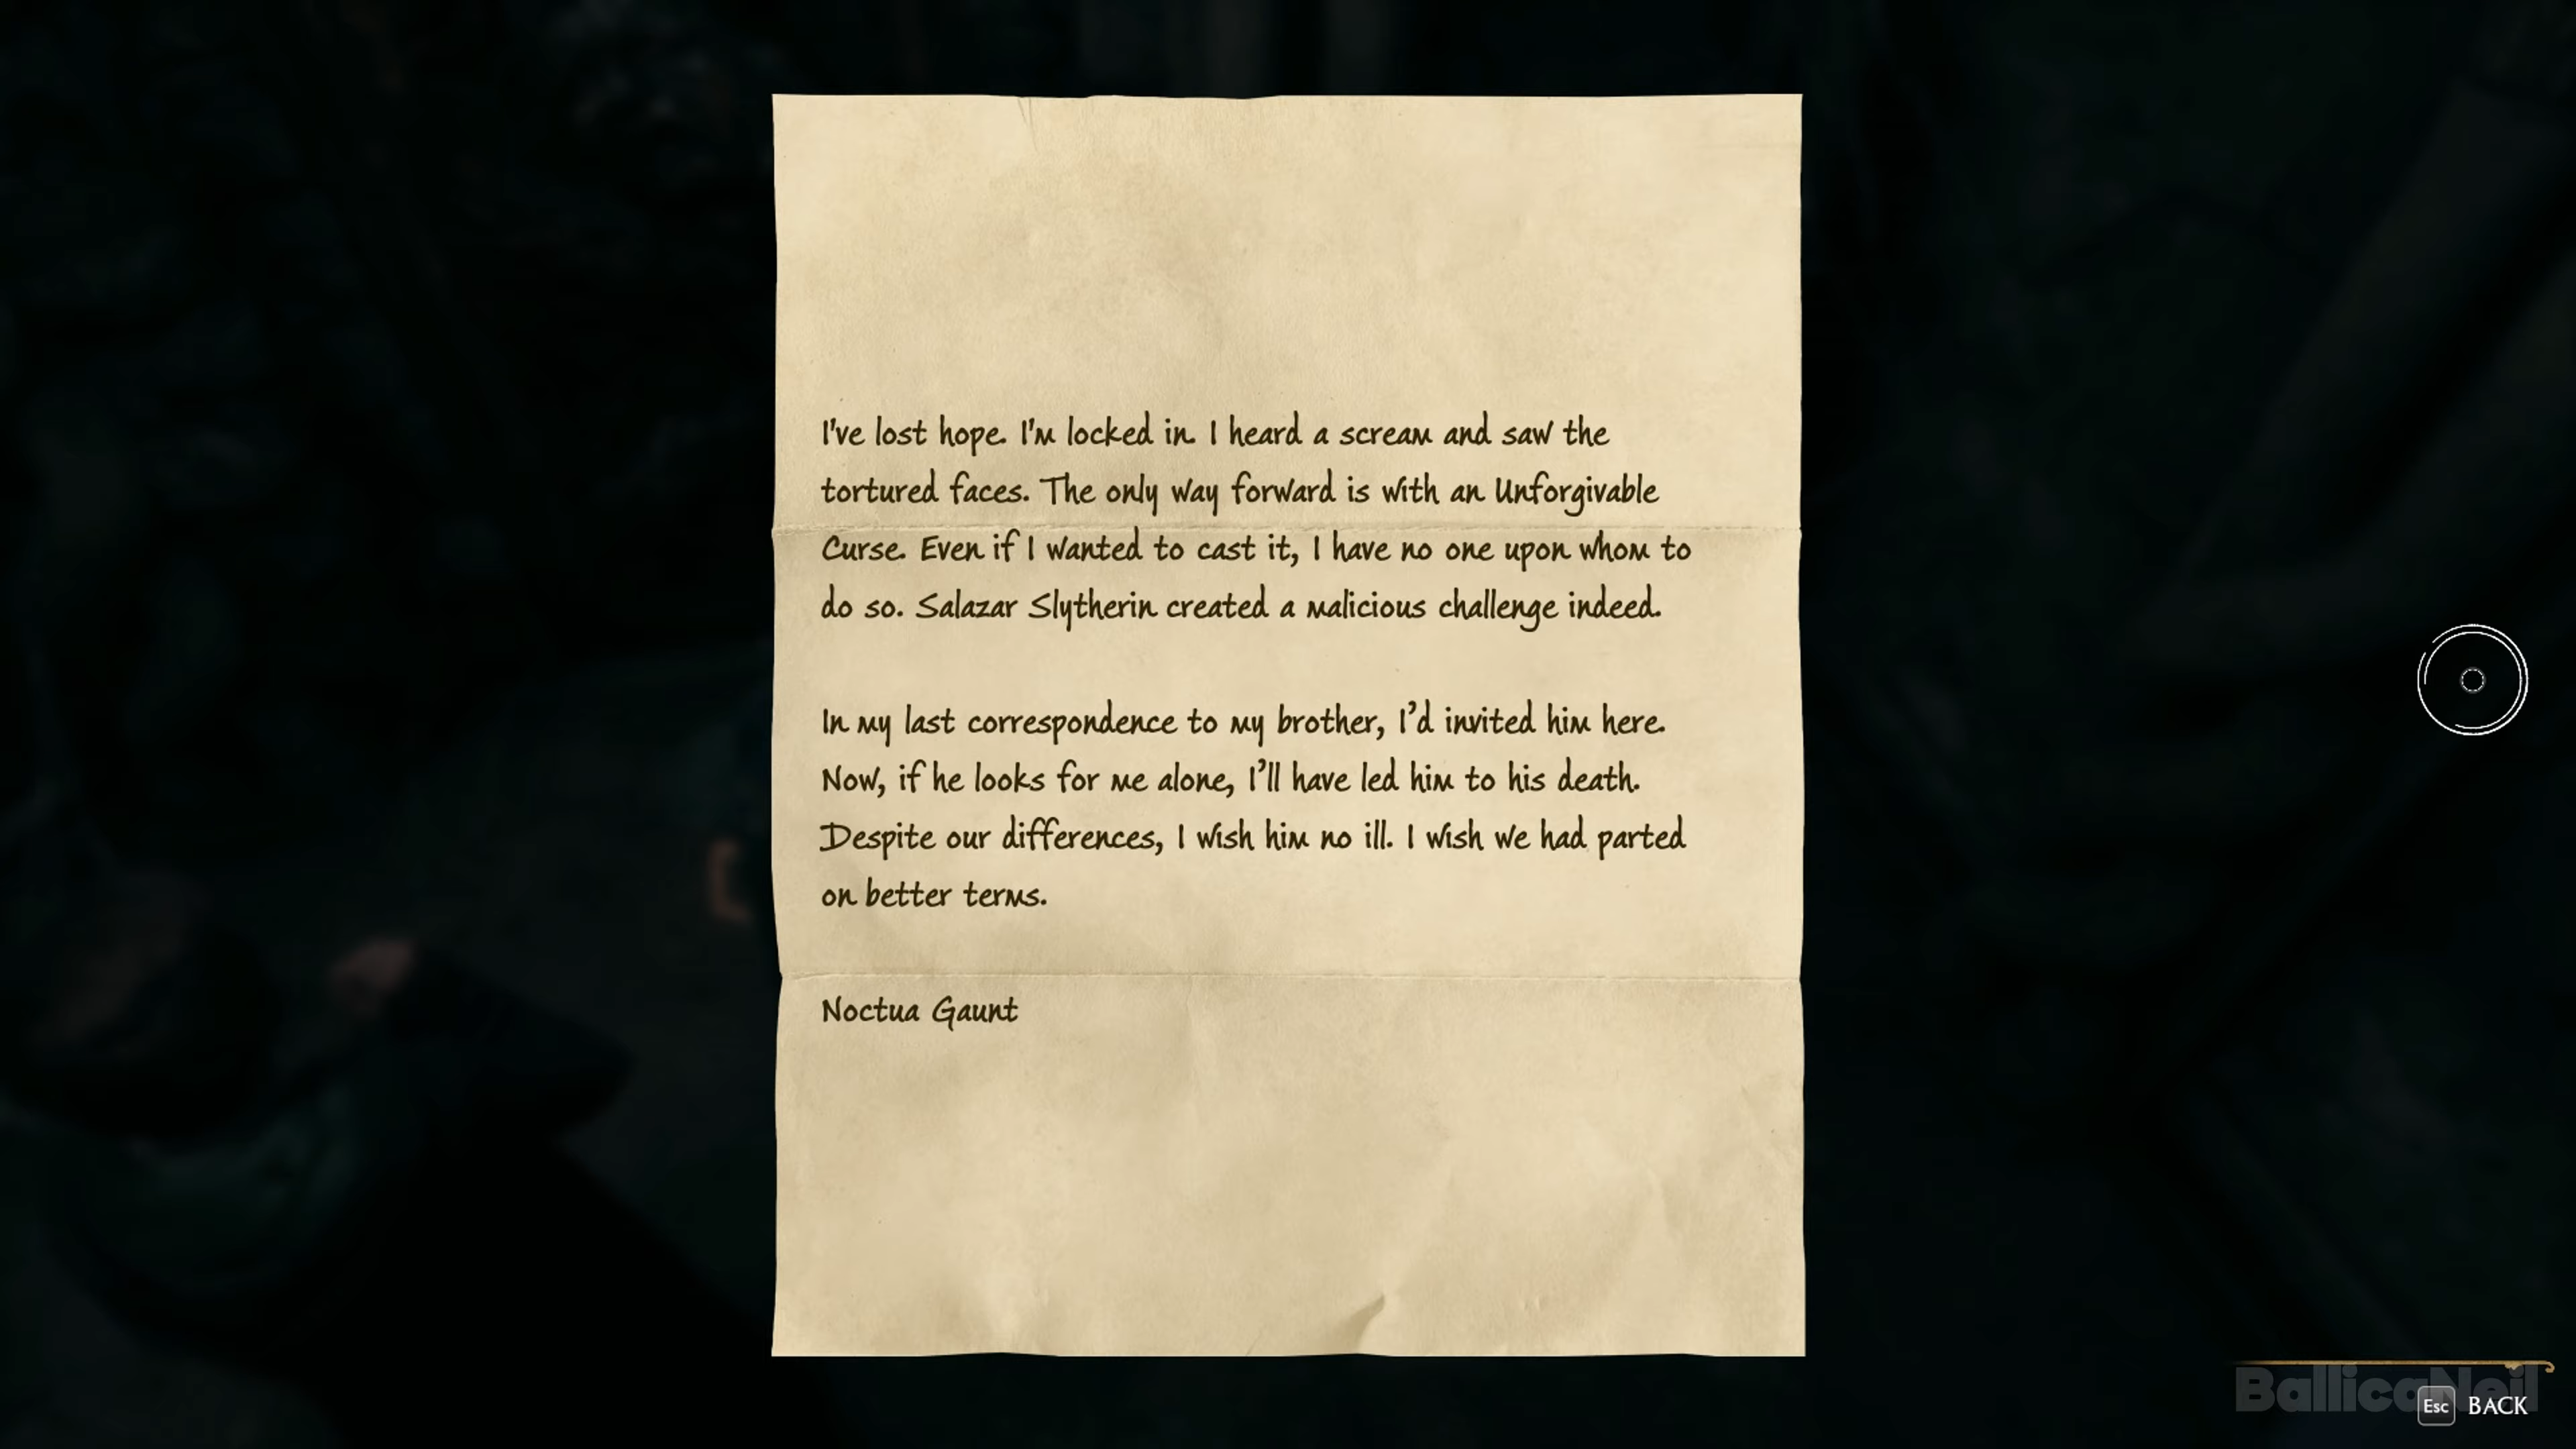 I've lost hope. I'm locked in. I heard a scream and saw the
tortured faces. The only way forward is with an Unforgivable
Curse. Even if I wanted to cast it, I have no one upon whom to
do so. Salazar Slytherin created a malicious challenge indeed.
In my last correspondence to my brother, I'd invited him here.
Now, if he looks for me alone, I'll have led him to his death.
Despite our differences, I wish him no ill. I wish we had parted
on better terms.
Noctua Gaunt
BallicaNeil
Esc BACK